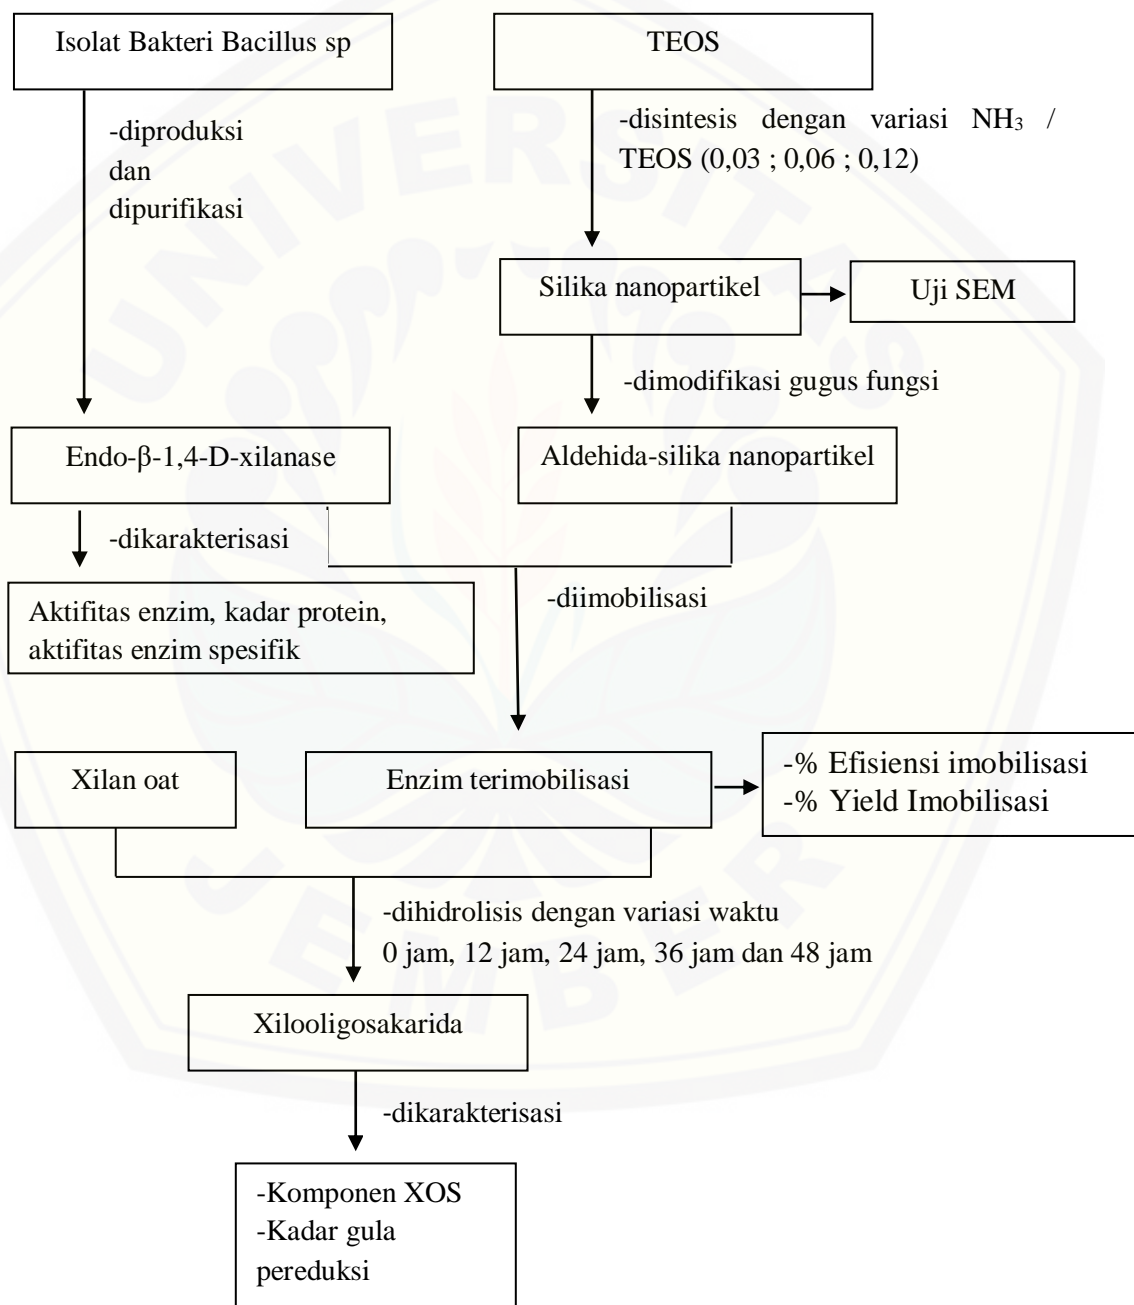 Isolat Bakteri Bacillus sp
TEOS
-diproduksi
dan
dipurifikasi
-disintesis dengan variasi NH₃ /
TEOS (0,03 ; 0,06 ; 0,12)
Silika nanopartikel
Uji SEM
-dimodifikasi gugus fungsi
Endo-β-1,4-D-xilanase
Aldehida-silika nanopartikel
-dikarakterisasi
-diimobilisasi
Aktifitas enzim, kadar protein,
aktifitas enzim spesifik
Xilan oat
Enzim terimobilisasi
-% Efisiensi imobilisasi
-% Yield Imobilisasi
-dihidrolisis dengan variasi waktu
0 jam, 12 jam, 24 jam, 36 jam dan 48 jam
Xilooligosakarida
-dikarakterisasi
-Komponen XOS
-Kadar gula
pereduksi
UNIVERSITAS
JEMBER